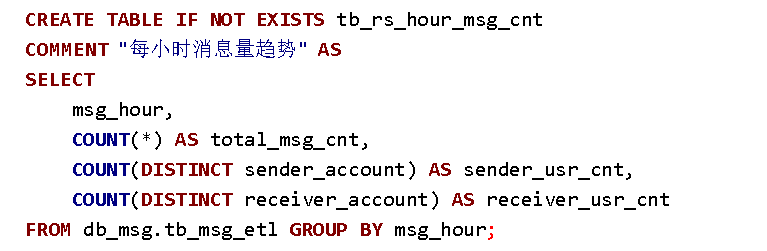 CREATE TABLE IF NOT EXISTS tb_rs_hour_msg_cnt
COMMENT "每小时消息量趋势" AS
SELECT
    msg_hour,
    COUNT(*) AS total_msg_cnt,
    COUNT(DISTINCT sender_account) AS sender_usr_cnt,
    COUNT(DISTINCT receiver_account) AS receiver_usr_cnt
FROM db_msg.tb_msg_etl GROUP BY msg_hour;